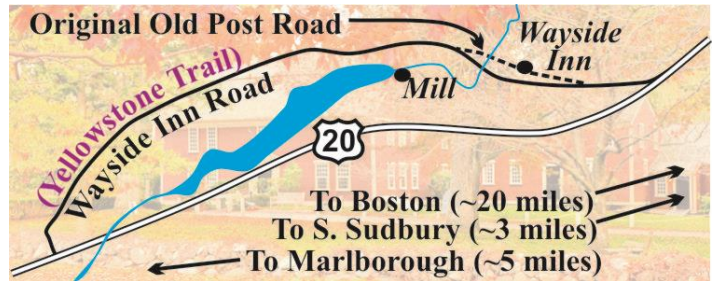 Original Old Post Road
Wayside
Inn
(Yellowstone Trail)
Wayside Inn Road
Mill
20
To Boston (~20 miles)
To S. Sudbury (~3 miles)
To Marlborough (~5 miles)